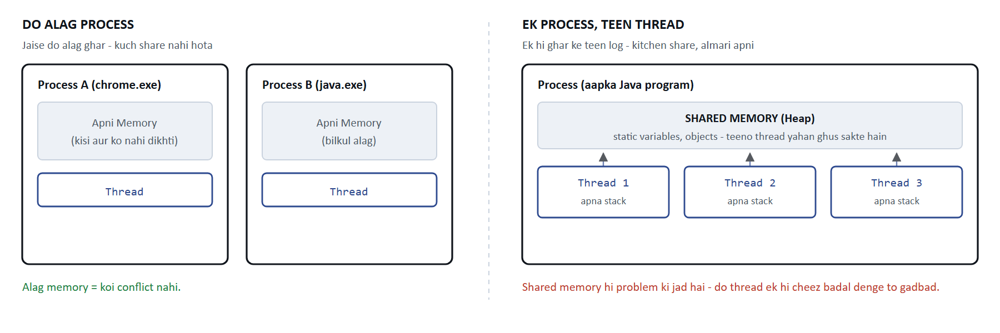 DO ALAG PROCESS
Jaise do alag ghar - kuch share nahi hota
Process A (chrome.exe)
Apni Memory
(kisi aur ko nahi dikhti)
Thread
Process B (java.exe)
Apni Memory
(bilkul alag)
Thread
Alag memory = koi conflict nahi.
EK PROCESS, TEEN THREAD
Ek hi ghar ke teen log - kitchen share, almari apni
Process (aapka Java program)
SHARED MEMORY (Heap)
static variables, objects - teeno thread yahan ghus sakte hain
Thread 1
apna stack
Thread 2
apna stack
Thread 3
apna stack
Shared memory hi problem ki jad hai - do thread ek hi cheez badal denge to gadbad.